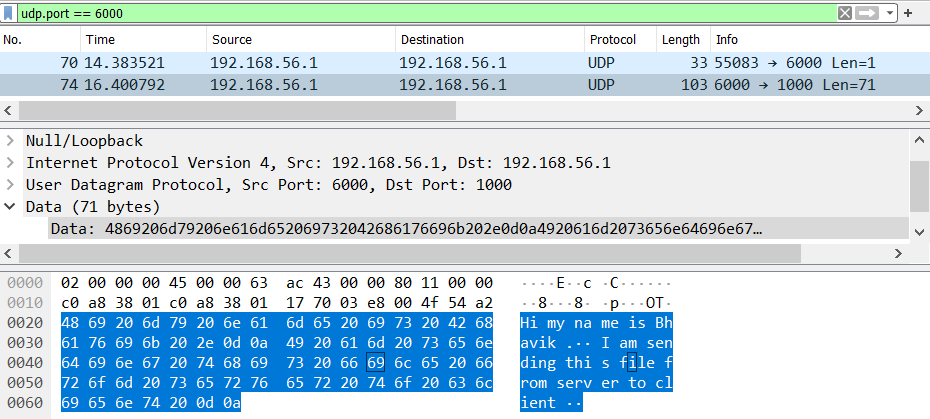 udp.port == 6000
No. Time Source Destination Protocol Length Info
70 14.383521 192.168.56.1 192.168.56.1 UDP 33 55083 → 6000 Len=1
74 16.400792 192.168.56.1 192.168.56.1 UDP 103 6000 → 1000 Len=71
Null/Loopback
Internet Protocol Version 4, Src: 192.168.56.1, Dst: 192.168.56.1
User Datagram Protocol, Src Port: 6000, Dst Port: 1000
Data (71 bytes)
Data: 4869206d79206e616d652069732042686176696b202e0d0a4920616d2073656e64696e67…
0000 02 00 00 00 45 00 00 63 ac 43 00 00 80 11 00 00 ····E··c ·C······
0010 c0 a8 38 01 c0 a8 38 01 17 70 03 e8 00 4f 54 a2 ··8···8· ·p···OT·
0020 48 69 20 6d 79 20 6e 61 6d 65 20 69 73 20 42 68 Hi my na me is Bh
0030 61 76 69 6b 20 2e 0d 0a 49 20 61 6d 20 73 65 6e avik .·· I am sen
0040 64 69 6e 67 20 74 68 69 73 20 66 69 6c 65 20 66 ding thi s file f
0050 72 6f 6d 20 73 65 72 76 65 72 20 74 6f 20 63 6c rom serv er to cl
0060 69 65 6e 74 20 0d 0a ient ··